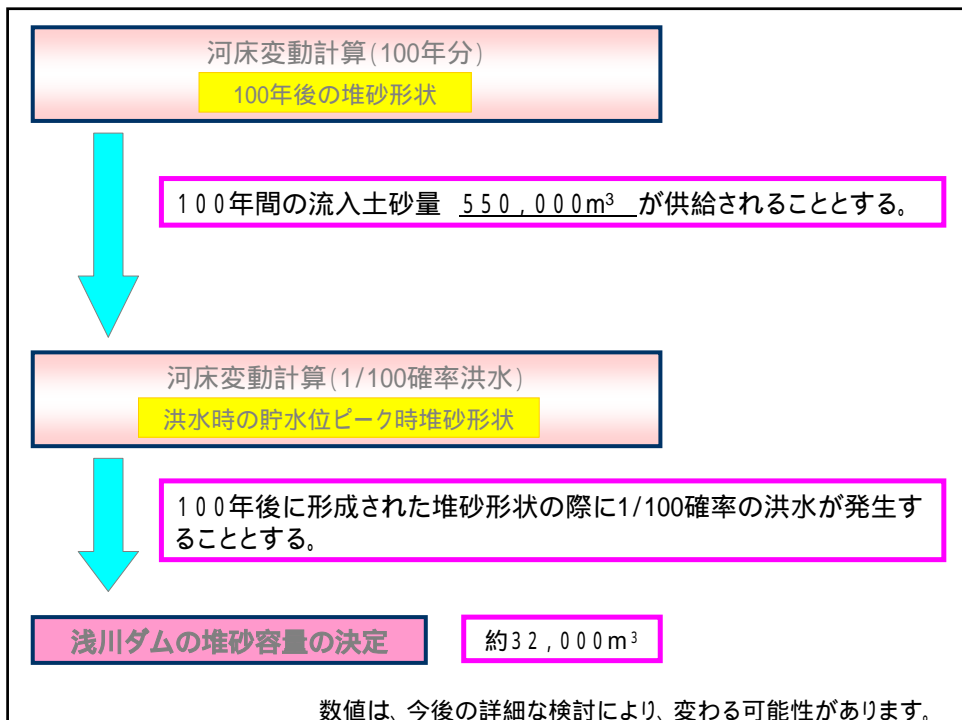 河床変動計算(100年分)
100年後の堆砂形状
100年間の流入土砂量 550,000m³ が供給されることとする。
河床変動計算(1/100確率洪水)
洪水時の貯水位ピーク時堆砂形状
100年後に形成された堆砂形状の際に1/100確率の洪水が発生す
ることとする。
浅川ダムの堆砂容量の決定
約32,000m³
数値は、今後の詳細な検討により、変わる可能性があります。